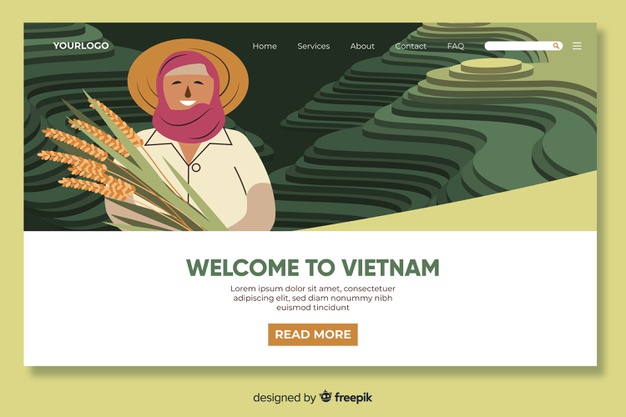 YOURLOGO
Home Services About Contact FAQ
WELCOME TO VIETNAM
Lorem ipsum dolor sit amet, consectetuer
adipiscing elit, sed diam nonummy nibh
euismod tincidunt
READ MORE
designed by freepik